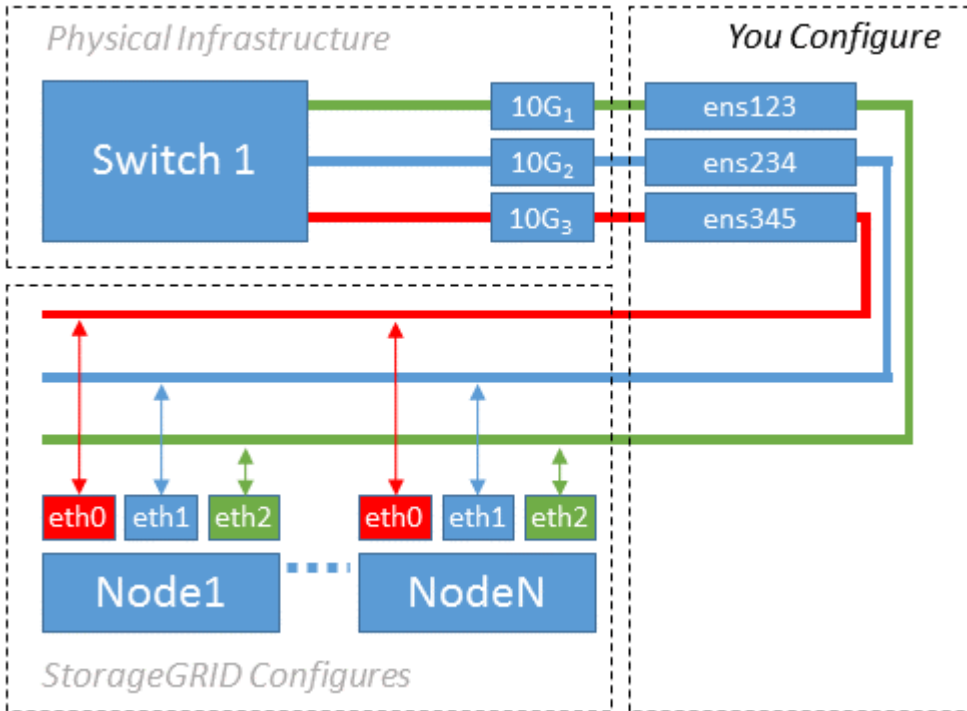 Physical Infrastructure
You Configure
Switch 1
10G₁
ens123
10G₂
ens234
10G₃
ens345
eth0 eth1 eth2 eth0 eth1 eth2
Node1 NodeN
StorageGRID Configures